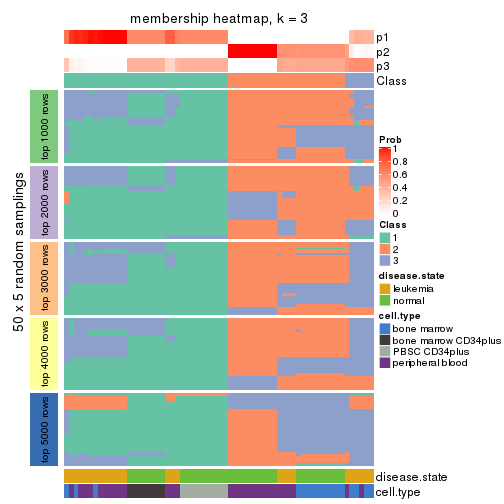 membership heatmap, k = 3
p1
p2
p3
Class
50 x 5 random samplings
top 1000 rows
top 2000 rows
top 3000 rows
top 4000 rows
top 5000 rows
disease.state
cell.type
Prob
1
0.8
0.6
0.4
0.2
0
Class
1
2
3
disease.state
leukemia
normal
cell.type
bone marrow
bone marrow CD34plus
PBSC CD34plus
peripheral blood